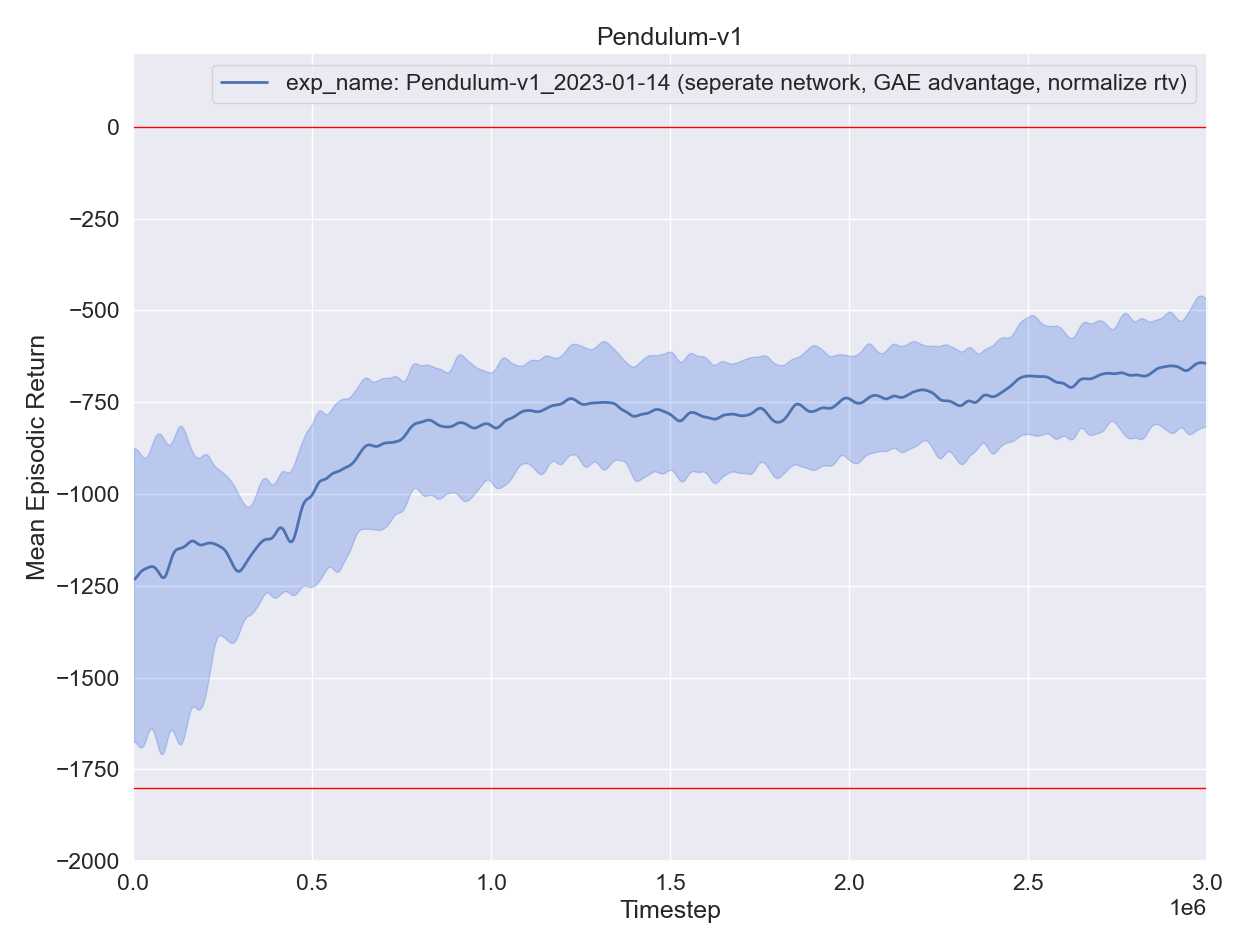 Pendulum-v1
exp_name: Pendulum-v1_2023-01-14 (seperate network, GAE advantage, normalize rtv)
Mean Episodic Return
0
−250
−500
−750
−1000
−1250
−1500
−1750
−2000
0.0 0.5 1.0 1.5 2.0 2.5 3.0
Timestep
1e6